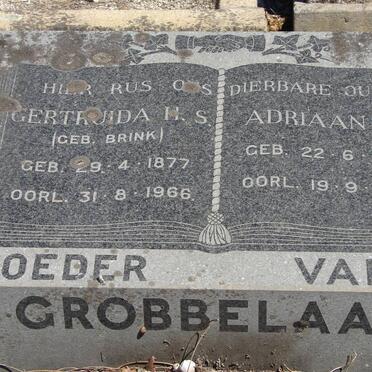 HIER RUS ONS DIERBARE OU
GERTRUIDA H. S.
(GEB. BRINK)
GEB. 29 · 4 · 1877
OORL. 31 · 8 · 1966
ADRIAAN
GEB. 22 · 6 ·
OORL. 19 · 9 ·
OEDER VA
GROBBELAA